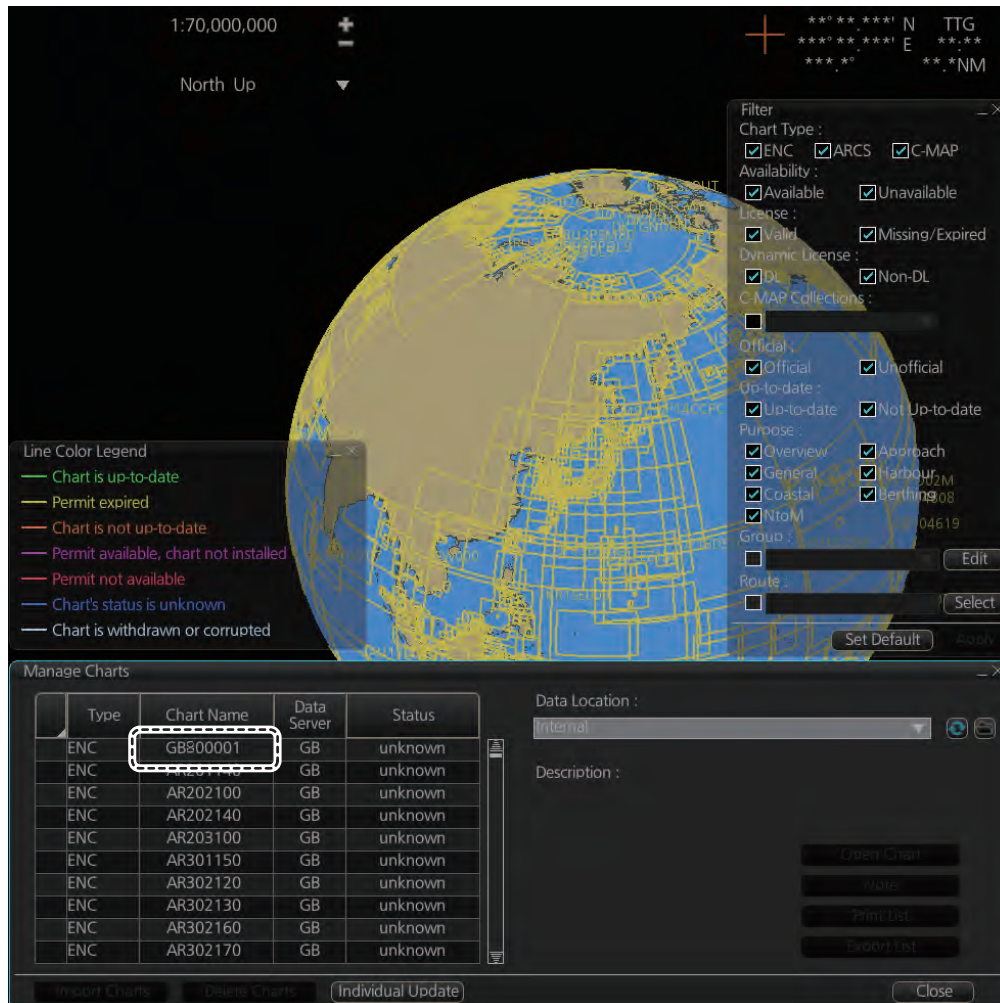 1:70,000,000
North Up
**°**.***' N TTG
***°**.***' E **:**
***.*° **.*NM
Filter
Chart Type :
ENC ARCS C-MAP
Availability :
Available Unavailable
License :
Valid Missing/Expired
Dynamic License :
DL Non-DL
C MAP Collections :
Official :
Official Unofficial
Up-to-date :
Up-to-date Not Up-to-date
Purpose :
Overview Approach
General Harbour
Coastal Berthing
NtoM
04619
Group :
Edit
Route :
Select
Set Default Apply
Line Color Legend
Chart is up-to-date
Permit expired
Chart is not up-to-date
Permit available, chart not installed
Permit not available
Chart's status is unknown
Chart is withdrawn or corrupted
Manage Charts
Type Chart Name Data Server Status
ENC GB800001 GB unknown
ENC AR201140 GB unknown
ENC AR202100 GB unknown
ENC AR202140 GB unknown
ENC AR203100 GB unknown
ENC AR301150 GB unknown
ENC AR302120 GB unknown
ENC AR302130 GB unknown
ENC AR302160 GB unknown
ENC AR302170 GB unknown
Data Location :
Internal
Description :
Open Chart
Note
Print List
Export List
Import Charts Delete Charts Individual Update Close